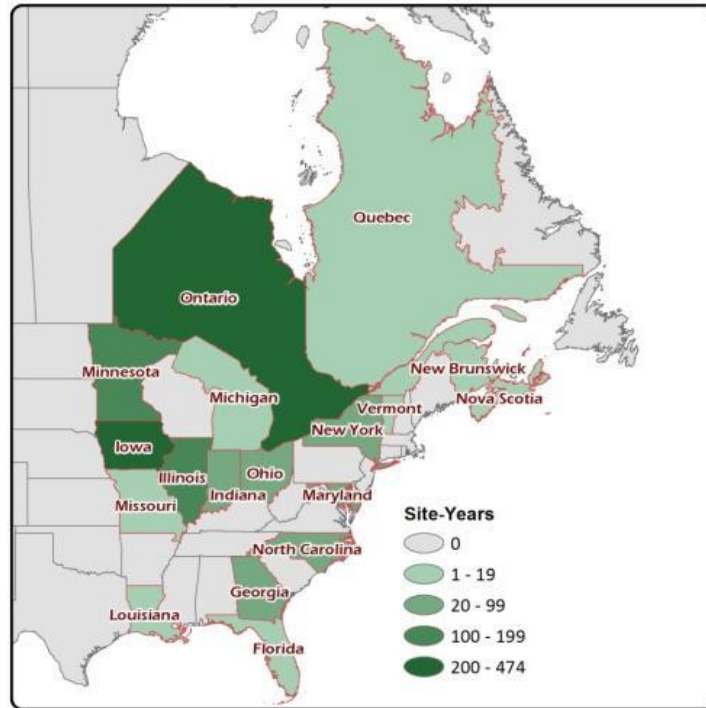 Quebec
Ontario
New Brunswick
Minnesota
Michigan
Nova Scotia
Vermont
New York
Iowa
Ohio
Illinois
Indiana
Maryland
Missouri
Site-Years
0
North Carolina
1 - 19
Georgia
20 - 99
Louisiana
100 - 199
Florida
200 - 474